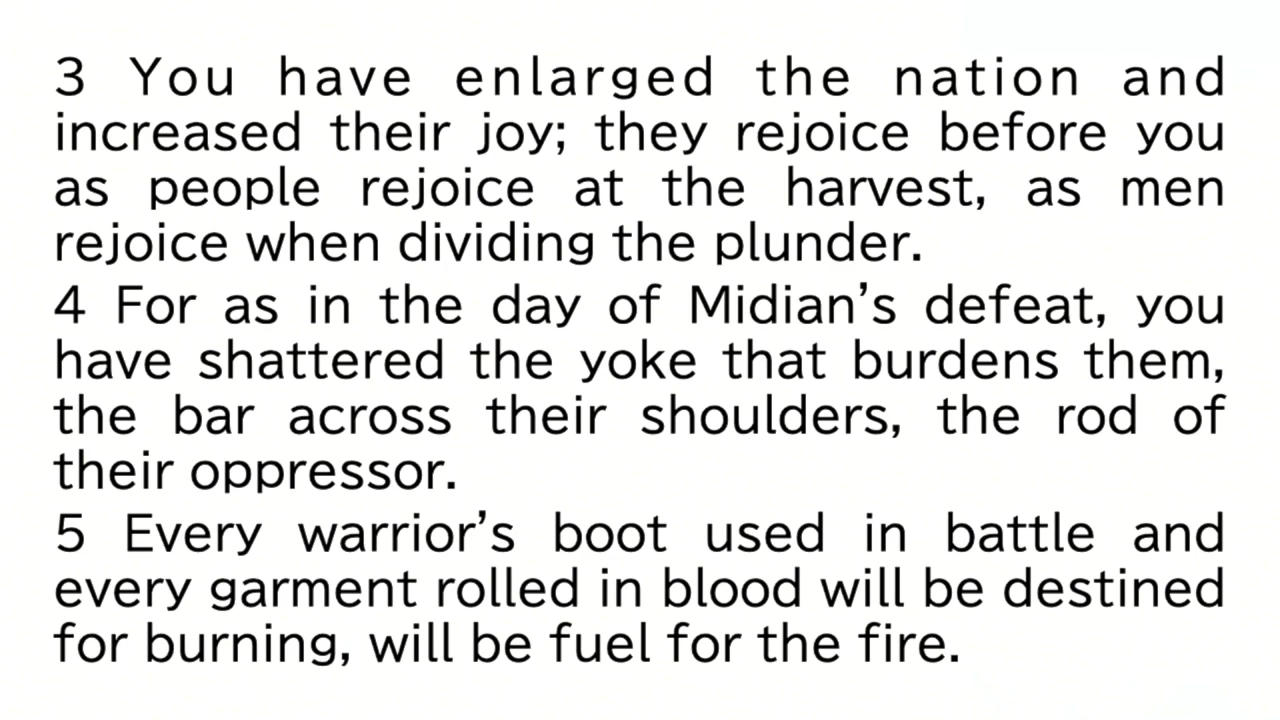 3 You have enlarged the nation and
increased their joy; they rejoice before you
as people rejoice at the harvest, as men
rejoice when dividing the plunder.
4 For as in the day of Midian’s defeat, you
have shattered the yoke that burdens them,
the bar across their shoulders, the rod of
their oppressor.
5 Every warrior’s boot used in battle and
every garment rolled in blood will be destined
for burning, will be fuel for the fire.